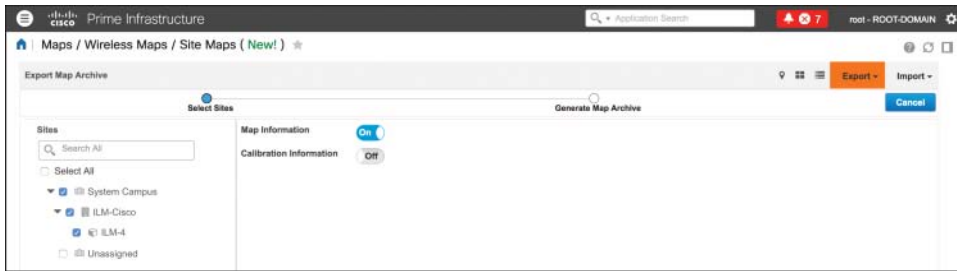 cisco Prime Infrastructure
Application Search
7
root - ROOT-DOMAIN
Maps / Wireless Maps / Site Maps ( New! )
Export Map Archive
Export
Import
Select Sites
Generate Map Archive
Cancel
Sites
Search All
Select All
System Campus
ILM-Cisco
ILM-4
Unassigned
Map Information
On
Calibration Information
Off